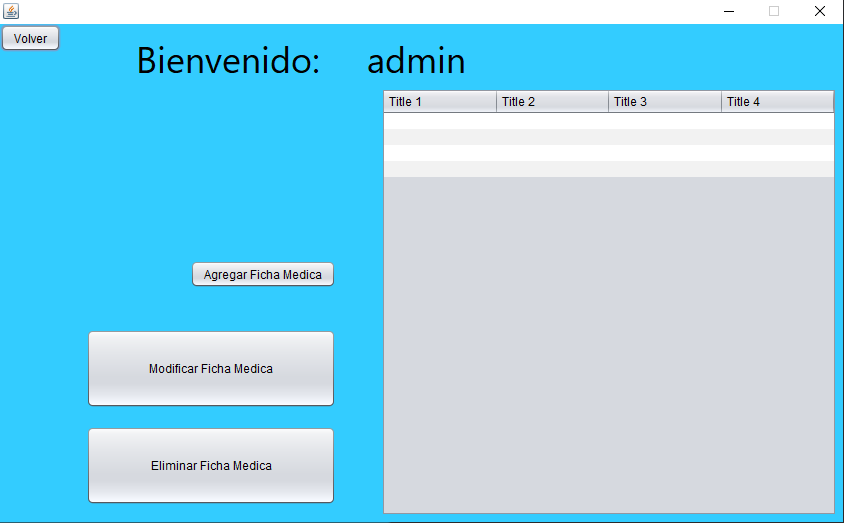 Volver
Bienvenido: admin
Title 1 Title 2 Title 3 Title 4
Agregar Ficha Medica
Modificar Ficha Medica
Eliminar Ficha Medica